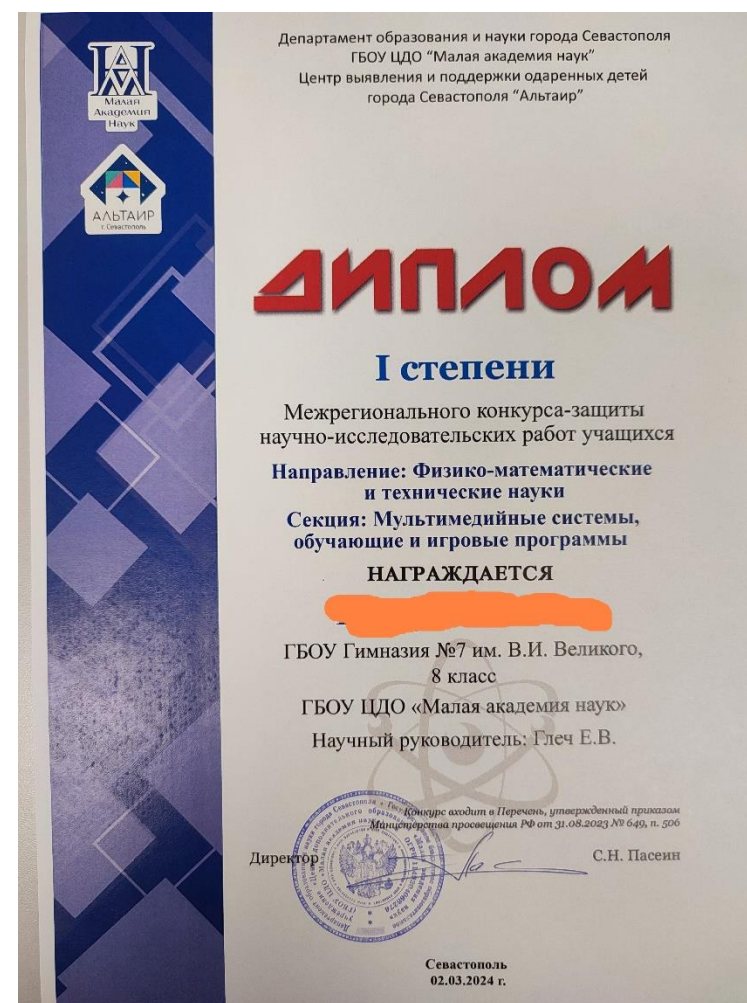 Департамент образования и науки города Севастополя
ГБОУ ЦДО “Малая академия наук”
Центр выявления и поддержки одаренных детей
города Севастополя “Альтаир”
Малая
Академия
Наук
АЛЬТАИР
г. Севастополь
ДИПЛОМ
I степени
Межрегионального конкурса-защиты
научно-исследовательских работ учащихся
Направление: Физико-математические
и технические науки
Секция: Мультимедийные системы,
обучающие и игровые программы
НАГРАЖДАЕТСЯ
ГБОУ Гимназия №7 им. В.И. Великого,
8 класс
ГБОУ ЦДО «Малая академия наук»
Научный руководитель: Глеч Е.В.
Конкурс входит в Перечень, утвержденный приказом
Министерства просвещения РФ от 31.08.2023 № 649, п. 506
Директор
С.Н. Пасеин
Севастополь
02.03.2024 г.